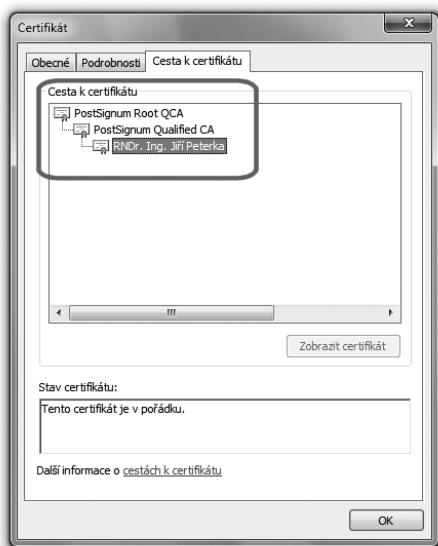 Certifikát
Obecné Podrobnosti Cesta k certifikátu
Cesta k certifikátu
PostSignum Root QCA
PostSignum Qualified CA
RNDr. Ing. Jiří Peterka
Zobrazit certifikát
Stav certifikátu:
Tento certifikát je v pořádku.
Další informace o cestách k certifikátu
OK